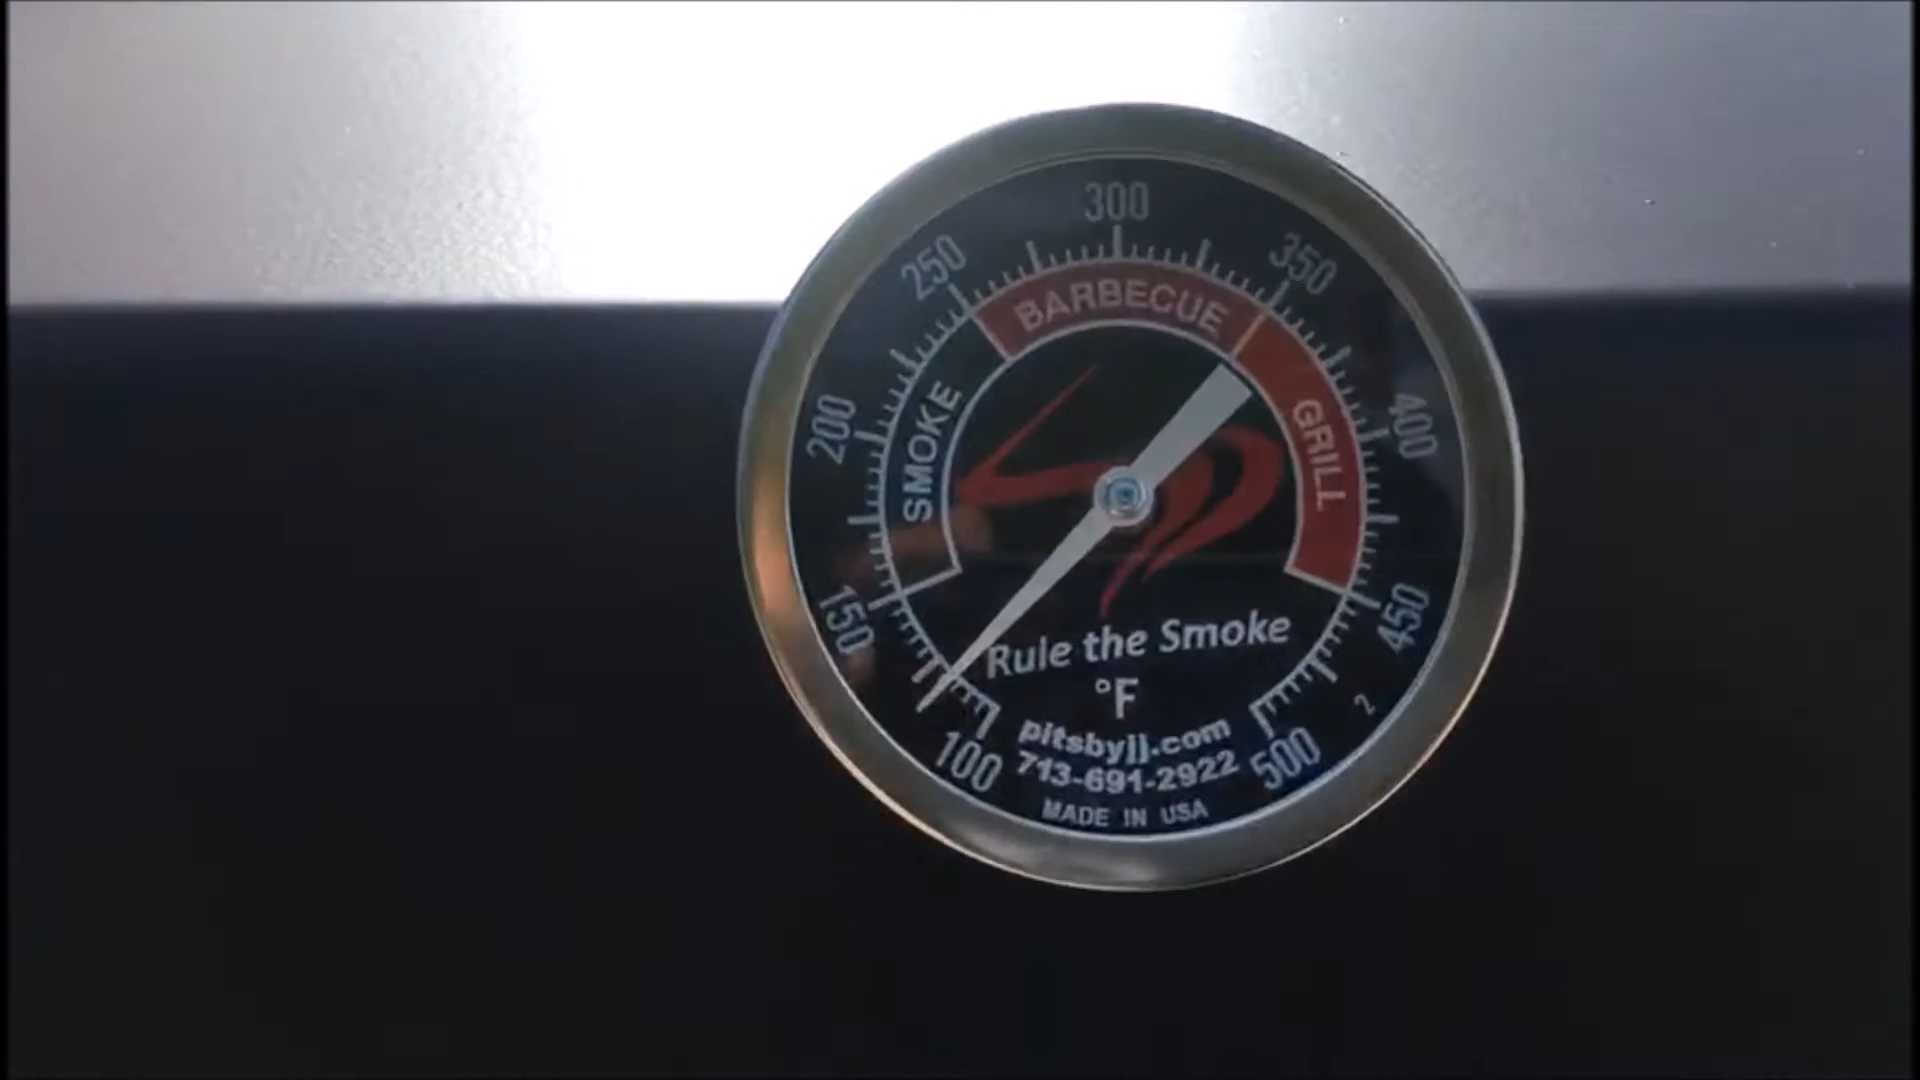 300
250
350
BARBECUE
200
SMOKE
GRILL
400
150
450
Rule the Smoke
°F
2
pitsbyjj.com
100
713-691-2922
500
MADE IN USA